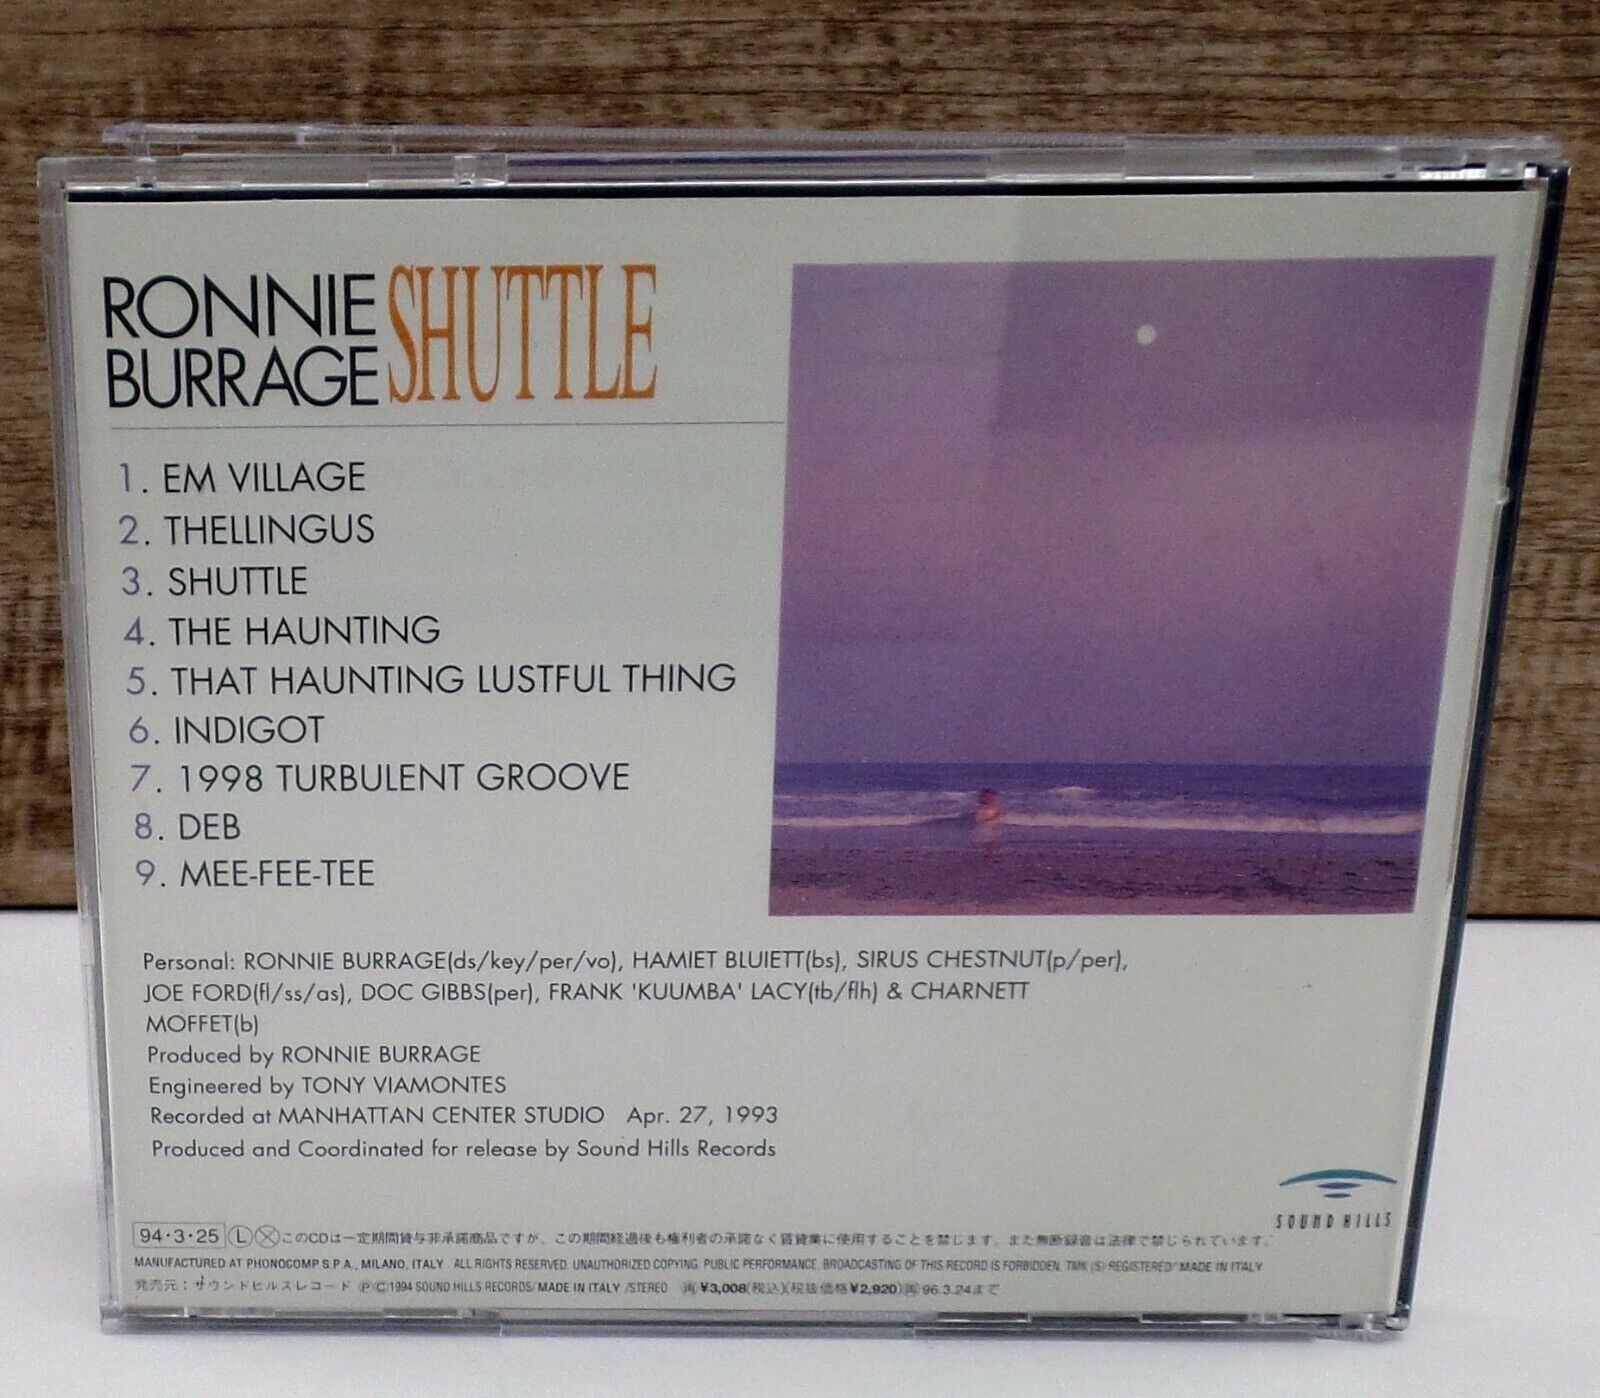 RONNIE
BURRAGE
SHUTTLE
1. EM VILLAGE
2. THELLINGUS
3. SHUTTLE
4. THE HAUNTING
5. THAT HAUNTING LUSTFUL THING
6. INDIGOT
7. 1998 TURBULENT GROOVE
8. DEB
9. MEE-FEE-TEE
Personal: RONNIE BURRAGE(ds/key/per/vo), HAMIET BLUIETT(bs), SIRUS CHESTNUT(p/per),
JOE FORD(fl/ss/as), DOC GIBBS(per), FRANK 'KUUMBA' LACY(tb/flh) & CHARNETT
MOFFET(b)
Produced by RONNIE BURRAGE
Engineered by TONY VIAMONTES
Recorded at MANHATTAN CENTER STUDIO Apr. 27, 1993
Produced and Coordinated for release by Sound Hills Records
SOUND HILLS
94・3・25 Ⓛ Ⓧ このCDは一定期間貸与非承諾商品ですが、この期間経過後も権利者の承諾なく賃貸業に使用することを禁じます。また無断録音は法律で禁じられています。
MANUFACTURED AT PHONOCOMP S.P.A., MILANO, ITALY ALL RIGHTS RESERVED. UNAUTHORIZED COPYING. PUBLIC PERFORMANCE. BROADCASTING OF THIS RECORD IS FORBIDDEN. TMK (S) REGISTERED/ MADE IN ITALY
発売元：サウンドヒルスレコード ⓅⒸ1994 SOUND HILLS RECORDS/ MADE IN ITALY /STEREO 再¥3,008(税込)(税抜価格¥2,920)再96.3.24まで